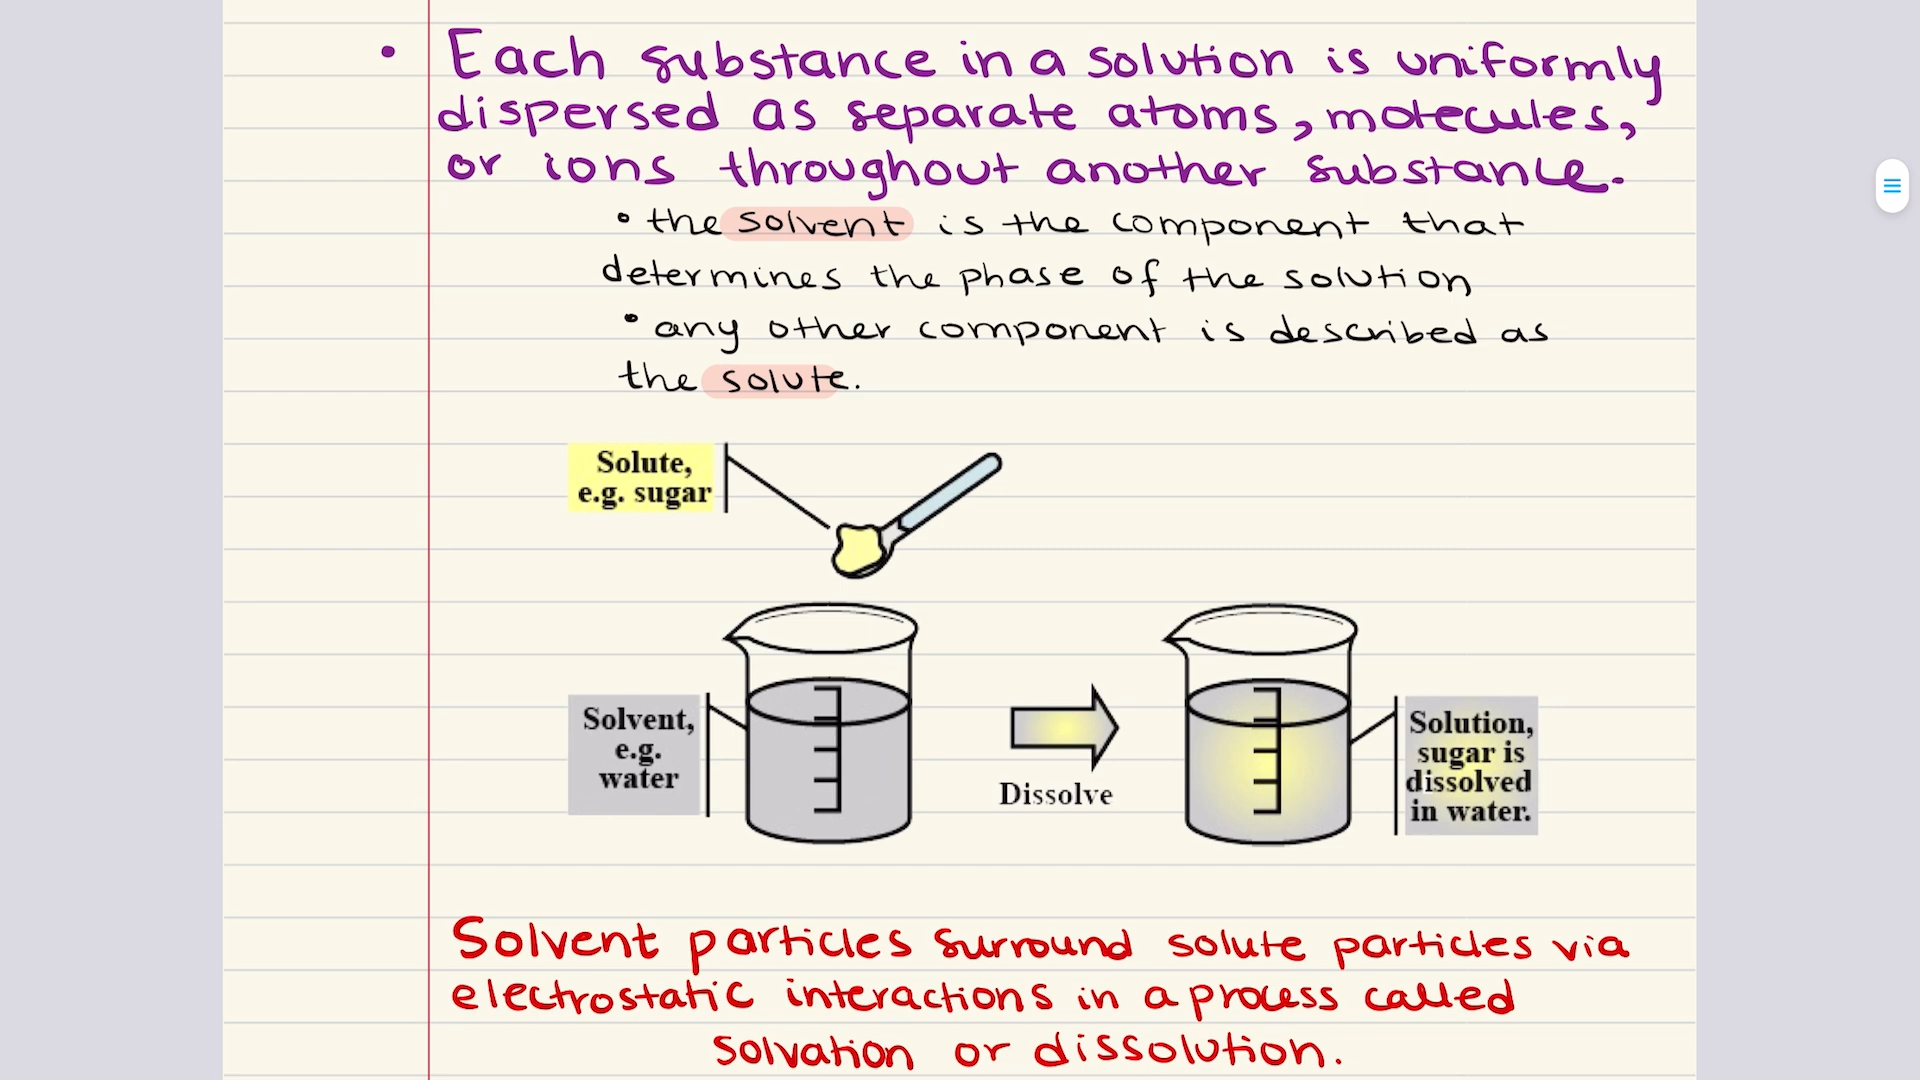 • Each substance in a solution is uniformly
dispersed as separate atoms, molecules,
or ions throughout another substance.
• the solvent is the component that
determines the phase of the solution
• any other component is described as
the solute.
Solute,
e.g. sugar
Solvent,
e.g.
water
Dissolve
Solution,
sugar is
dissolved
in water.
Solvent particles surround solute particles via
electrostatic interactions in a process called
solvation or dissolution.